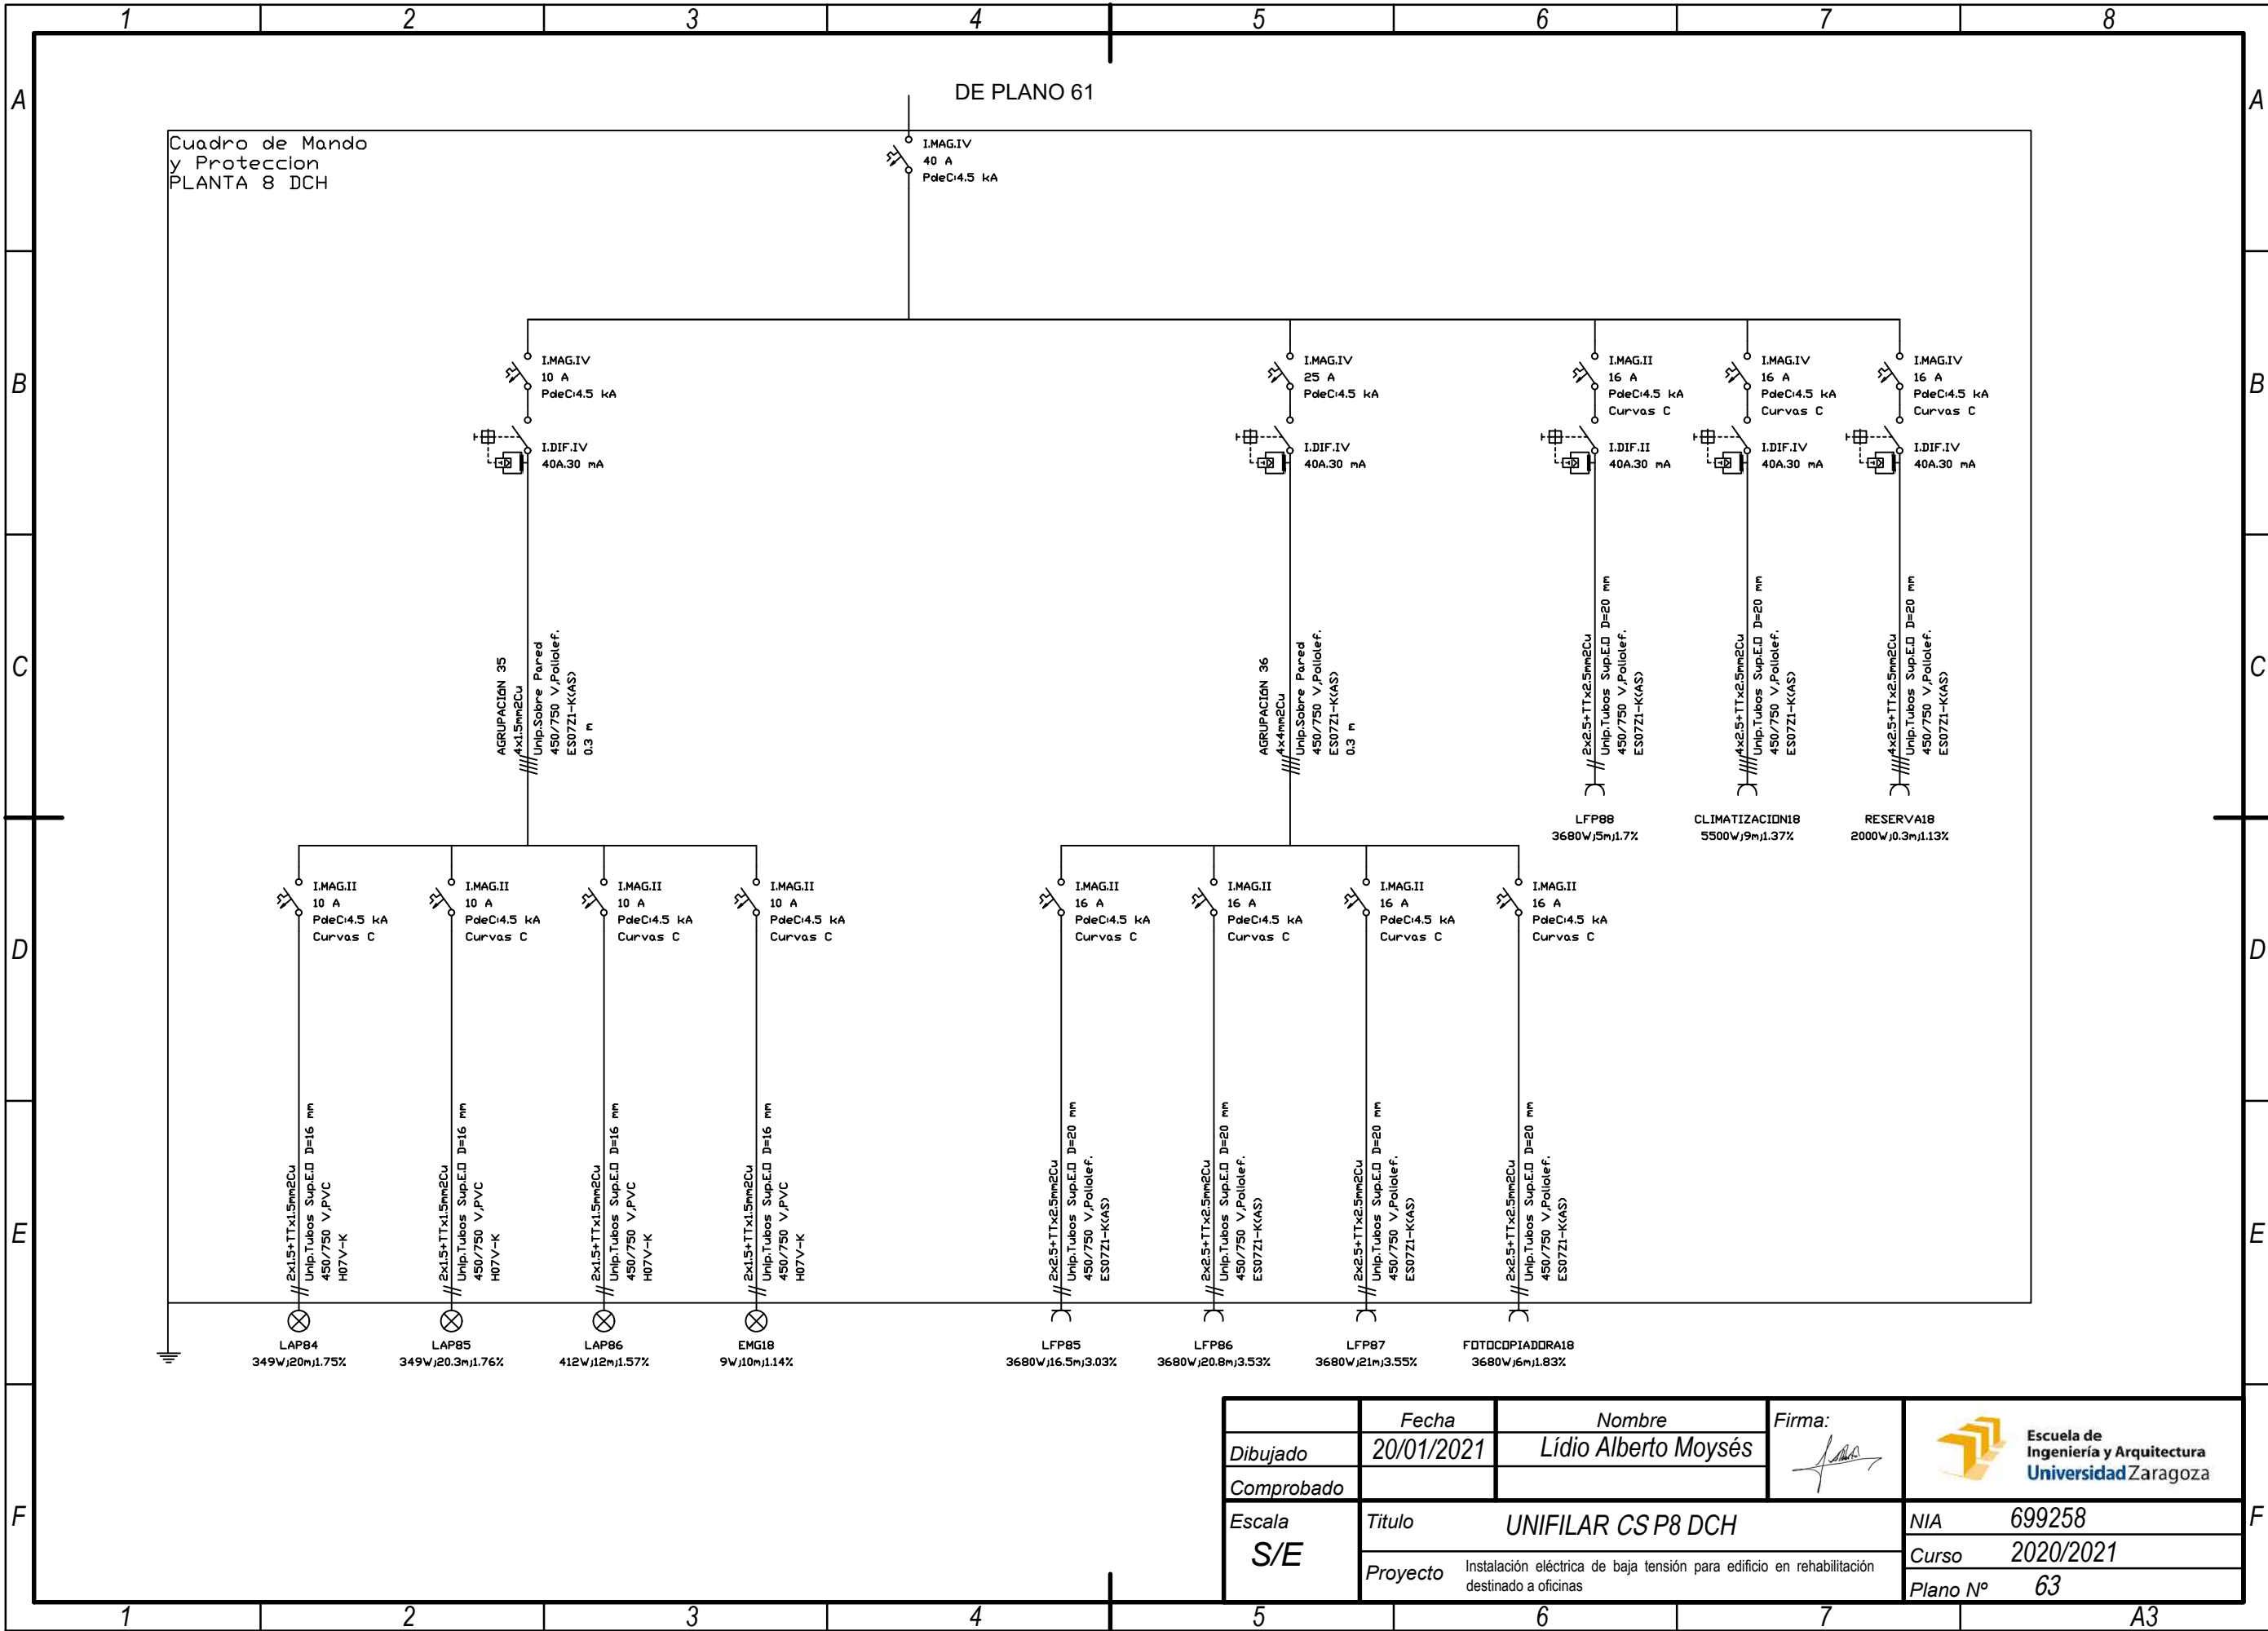 1 2 3 4 5 6 7 8
A A
B B
C C
D D
E E
F F
DE PLANO 61
Cuadro de Mando
y Proteccion
PLANTA 8 DCH
I.MAG.IV
40 A
PdeC:4.5 kA
I.MAG.IV
10 A
PdeC:4.5 kA
I.DIF.IV
40A.30 mA
I.MAG.IV
25 A
PdeC:4.5 kA
I.DIF.IV
40A.30 mA
I.MAG.II
16 A
PdeC:4.5 kA
Curvas C
I.DIF.II
40A.30 mA
I.MAG.IV
16 A
PdeC:4.5 kA
Curvas C
I.DIF.IV
40A.30 mA
I.MAG.IV
16 A
PdeC:4.5 kA
Curvas C
I.DIF.IV
40A.30 mA
AGRUPACIÓN 35
4x1.5mm2Cu
Unip.Sobre Pared
450/750 V,Poliolef.
ES07Z1-K(AS)
0.3 m
AGRUPACIÓN 36
4x4mm2Cu
Unip.Sobre Pared
450/750 V,Poliolef.
ES07Z1-K(AS)
0.3 m
2x2.5+TTx2.5mm2Cu
Unip.Tubos Sup.E.O D=20 mm
450/750 V,Poliolef.
ES07Z1-K(AS)
LFP88
3680W;5m;1.7%
4x2.5+TTx2.5mm2Cu
Unip.Tubos Sup.E.O D=20 mm
450/750 V,Poliolef.
ES07Z1-K(AS)
CLIMATIZACION18
5500W;9m;1.37%
4x2.5+TTx2.5mm2Cu
Unip.Tubos Sup.E.O D=20 mm
450/750 V,Poliolef.
ES07Z1-K(AS)
RESERVA18
2000W;0.3m;1.13%
I.MAG.II
10 A
PdeC:4.5 kA
Curvas C
2x1.5+TTx1.5mm2Cu
Unip.Tubos Sup.E.O D=16 mm
450/750 V,PVC
H07V-K
LAP84
349W;20m;1.75%
I.MAG.II
10 A
PdeC:4.5 kA
Curvas C
2x1.5+TTx1.5mm2Cu
Unip.Tubos Sup.E.O D=16 mm
450/750 V,PVC
H07V-K
LAP85
349W;20.3m;1.76%
I.MAG.II
10 A
PdeC:4.5 kA
Curvas C
2x1.5+TTx1.5mm2Cu
Unip.Tubos Sup.E.O D=16 mm
450/750 V,PVC
H07V-K
LAP86
412W;12m;1.57%
I.MAG.II
10 A
PdeC:4.5 kA
Curvas C
2x1.5+TTx1.5mm2Cu
Unip.Tubos Sup.E.O D=16 mm
450/750 V,PVC
H07V-K
EMG18
9W;10m;1.14%
I.MAG.II
16 A
PdeC:4.5 kA
Curvas C
2x2.5+TTx2.5mm2Cu
Unip.Tubos Sup.E.O D=20 mm
450/750 V,Poliolef.
ES07Z1-K(AS)
LFP85
3680W;16.5m;3.03%
I.MAG.II
16 A
PdeC:4.5 kA
Curvas C
2x2.5+TTx2.5mm2Cu
Unip.Tubos Sup.E.O D=20 mm
450/750 V,Poliolef.
ES07Z1-K(AS)
LFP86
3680W;20.8m;3.53%
I.MAG.II
16 A
PdeC:4.5 kA
Curvas C
2x2.5+TTx2.5mm2Cu
Unip.Tubos Sup.E.O D=20 mm
450/750 V,Poliolef.
ES07Z1-K(AS)
LFP87
3680W;21m;3.55%
I.MAG.II
16 A
PdeC:4.5 kA
Curvas C
2x2.5+TTx2.5mm2Cu
Unip.Tubos Sup.E.O D=20 mm
450/750 V,Poliolef.
ES07Z1-K(AS)
FOTOCOPIADORA18
3680W;6m;1.83%
Fecha Nombre Firma:
Dibujado 20/01/2021 Lídio Alberto Moysés
Comprobado
Escuela de
Ingeniería y Arquitectura
Universidad Zaragoza
Escala
S/E
Titulo UNIFILAR CS P8 DCH
Proyecto Instalación eléctrica de baja tensión para edificio en rehabilitación
destinado a oficinas
NIA 699258
Curso 2020/2021
Plano Nº 63
1 2 3 4 5 6 7 A3